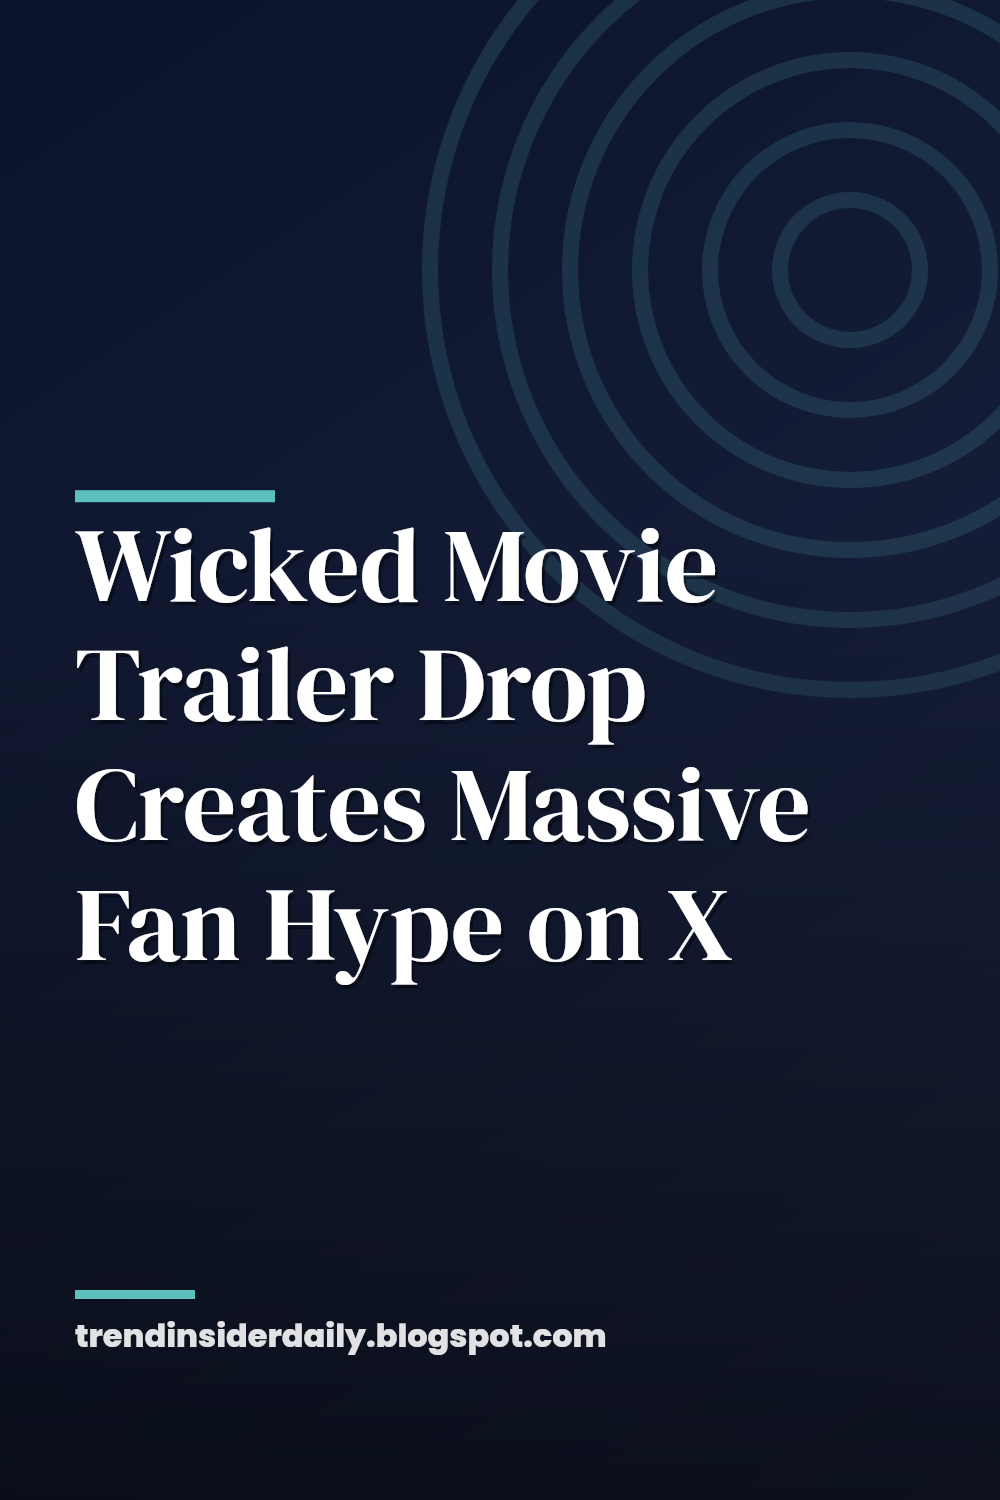 Wicked Movie
Trailer Drop
Creates Massive
Fan Hype on X
trendinsiderdaily.blogspot.com